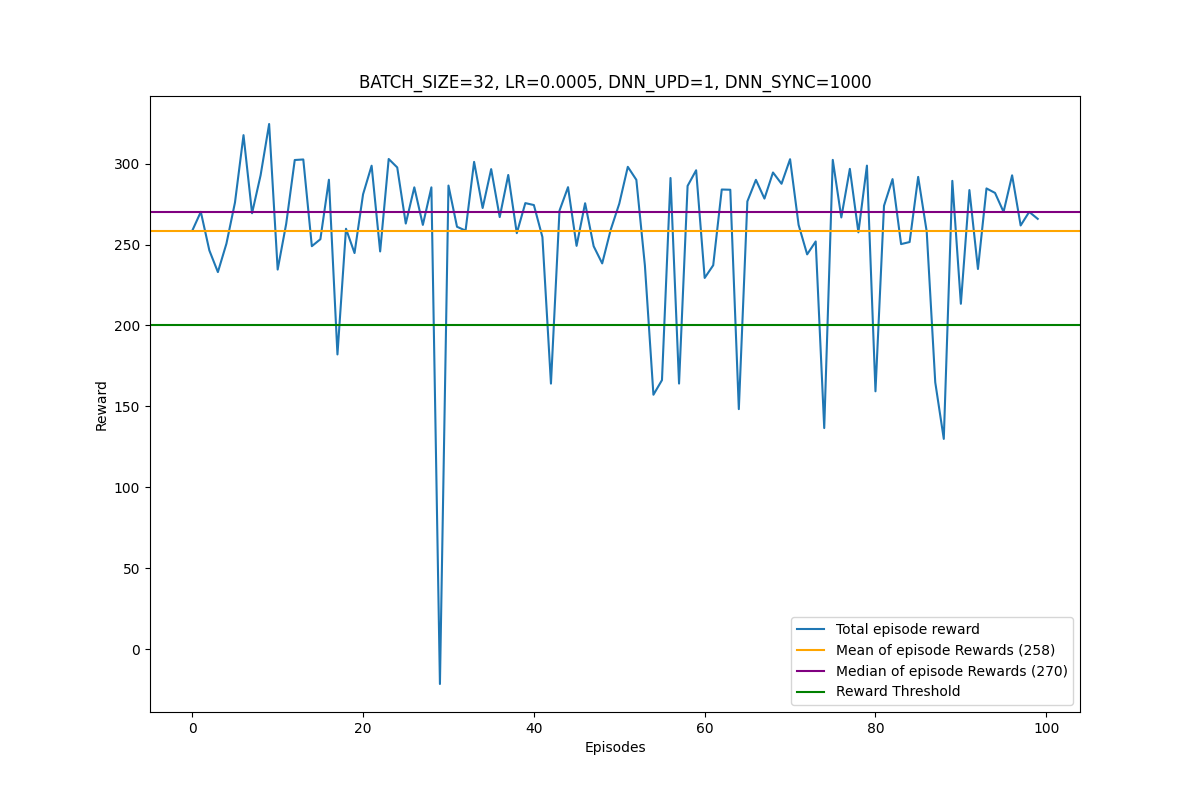 BATCH_SIZE=32, LR=0.0005, DNN_UPD=1, DNN_SYNC=1000
300
250
200
150
100
50
0
Reward
0 20 40 60 80 100
Episodes
Total episode reward
Mean of episode Rewards (258)
Median of episode Rewards (270)
Reward Threshold